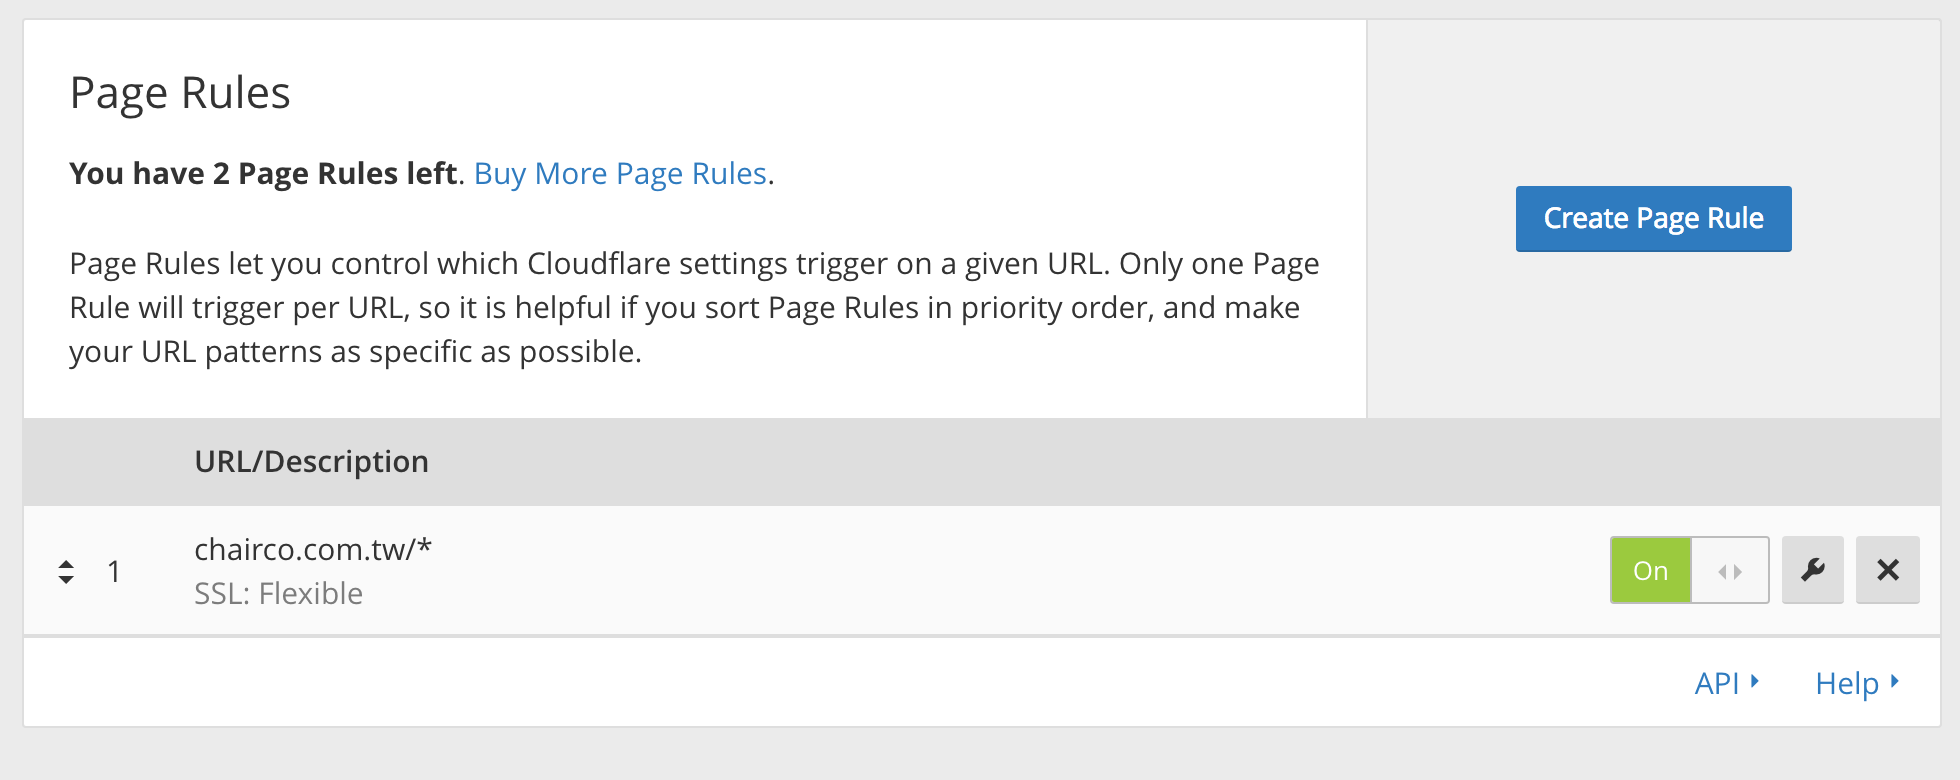 Page Rules
You have 2 Page Rules left. Buy More Page Rules.
Create Page Rule
Page Rules let you control which Cloudflare settings trigger on a given URL. Only one Page
Rule will trigger per URL, so it is helpful if you sort Page Rules in priority order, and make
your URL patterns as specific as possible.
URL/Description
1
chairco.com.tw/*
SSL: Flexible
On
API
Help